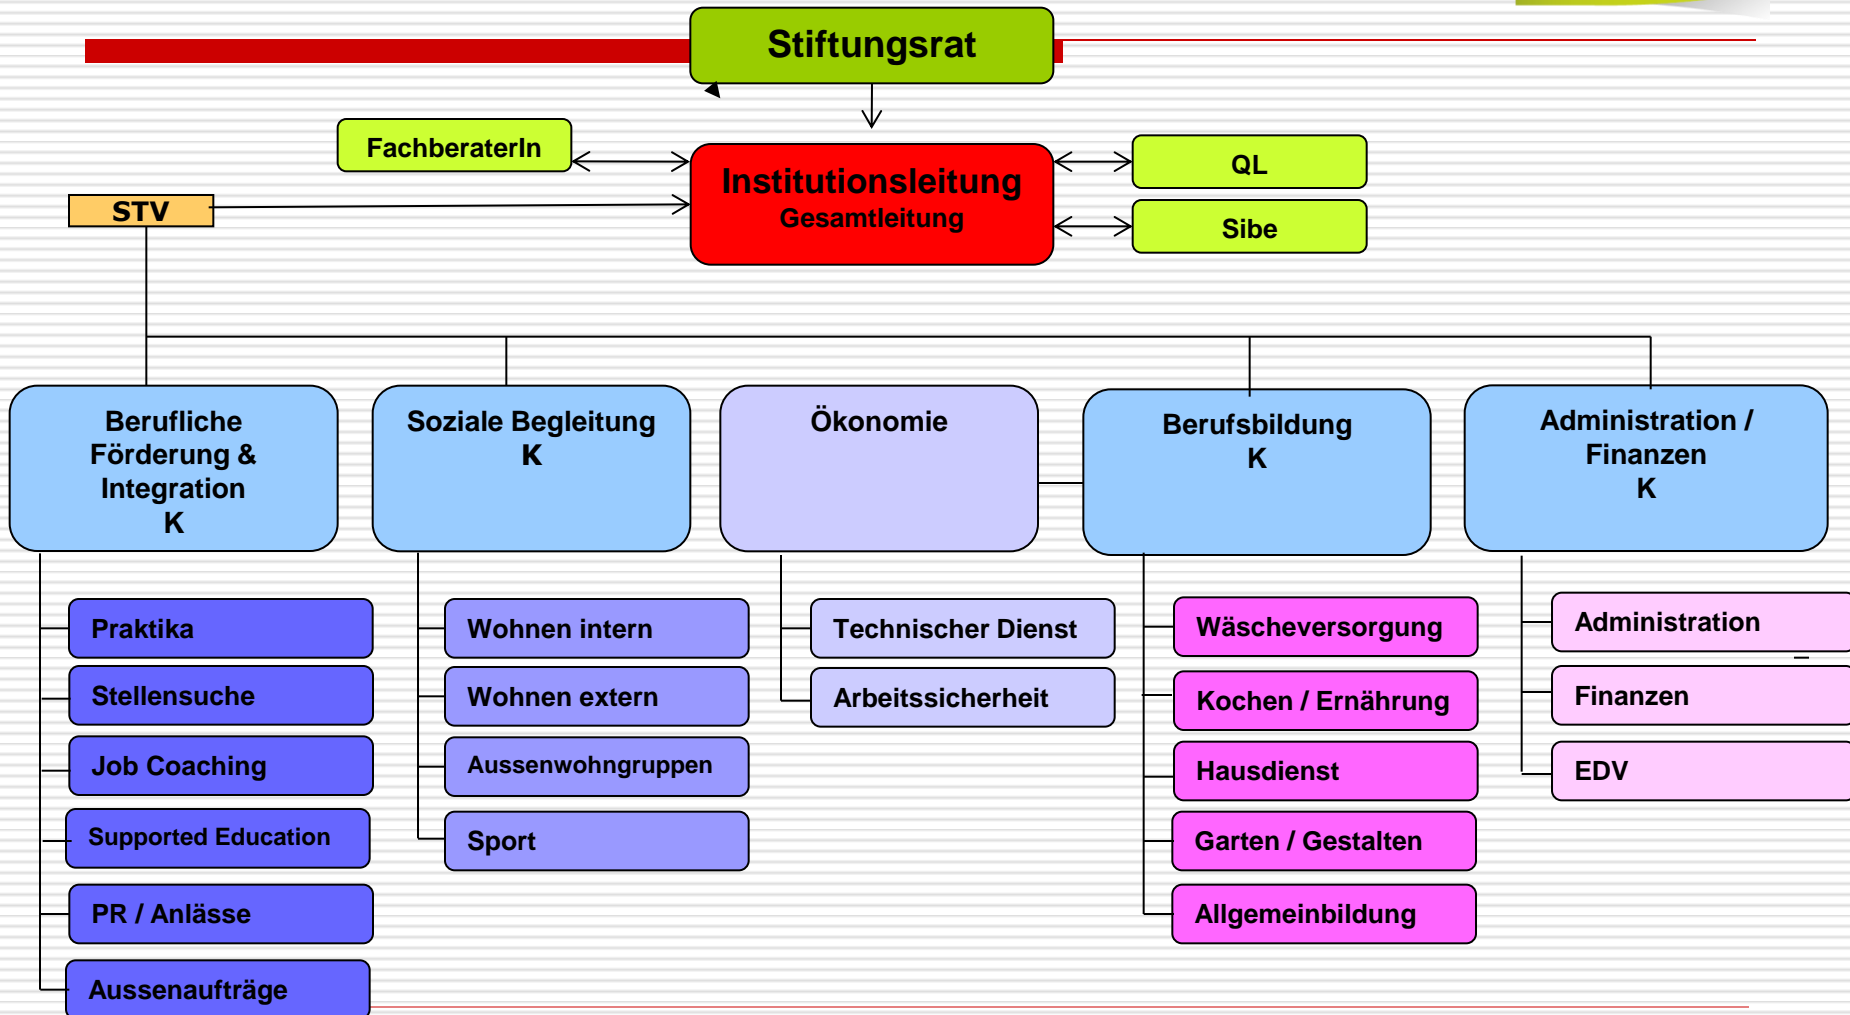 Stiftungsrat
FachberaterIn
Institutionsleitung
Gesamtleitung
QL
STV
Sibe
Berufliche
Förderung &
Integration
K
Soziale Begleitung
K
Ökonomie
Berufsbildung
K
Administration /
Finanzen
K
Praktika
Stellensuche
Job Coaching
Supported Education
PR / Anlässe
Aussenaufträge
Wohnen intern
Wohnen extern
Aussenwohngruppen
Sport
Technischer Dienst
Arbeitssicherheit
Wäscheversorgung
Kochen / Ernährung
Hausdienst
Garten / Gestalten
Allgemeinbildung
Administration
Finanzen
EDV